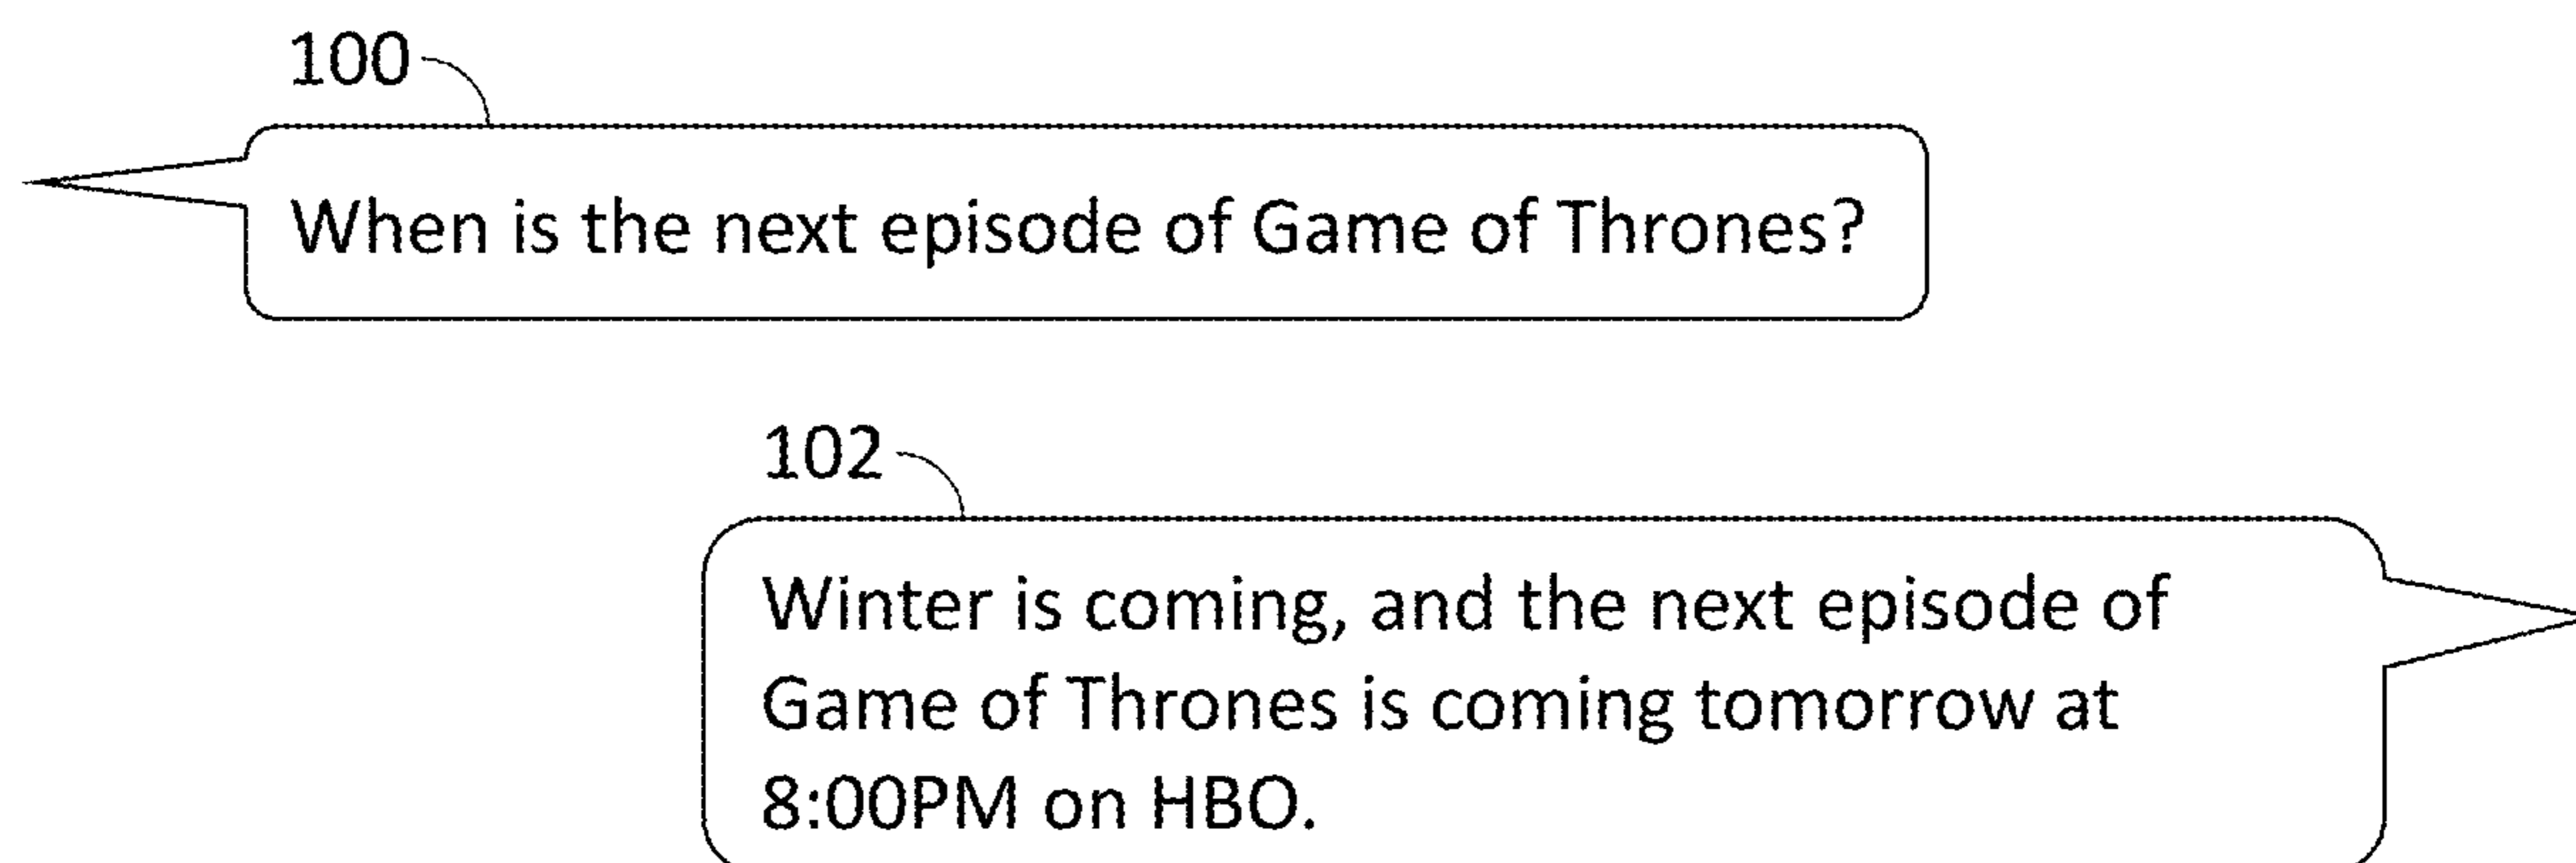 100
When is the next episode of Game of Thrones?
102
Winter is coming, and the next episode of
Game of Thrones is coming tomorrow at
8:00PM on HBO.